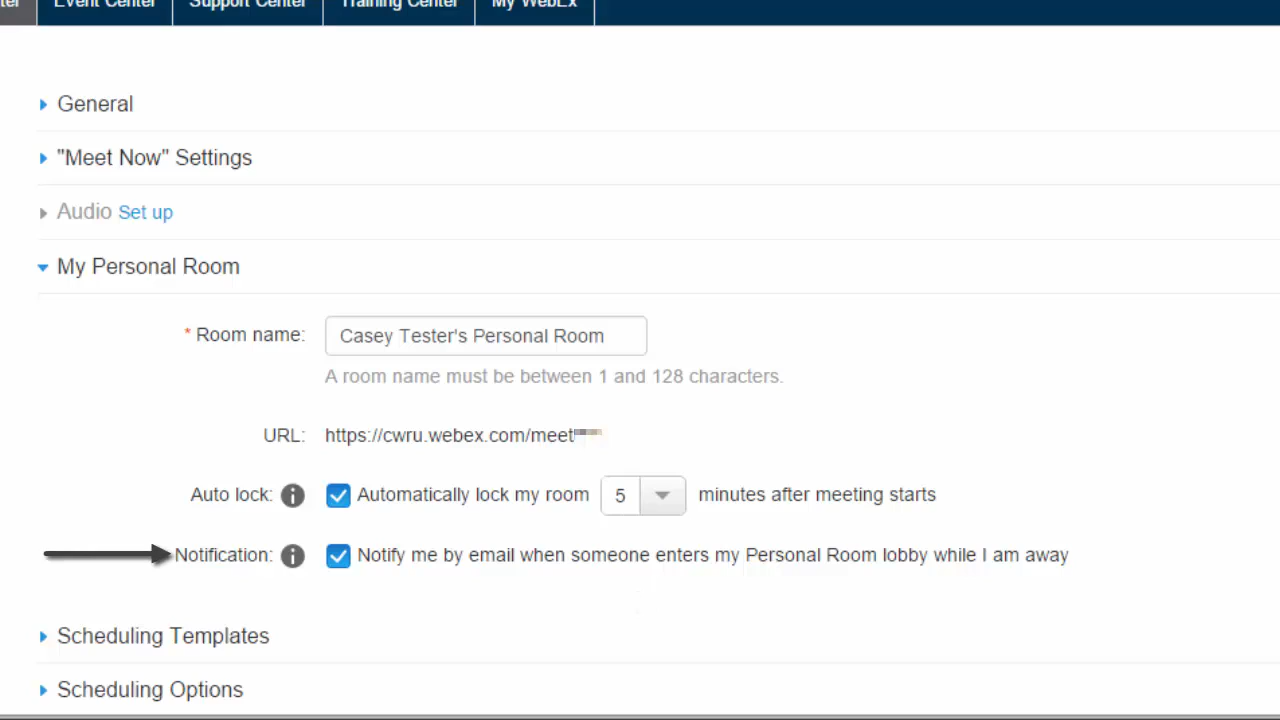 Event Center Support Center Training Center My WebEx
General
"Meet Now" Settings
Audio Set up
My Personal Room
* Room name: Casey Tester's Personal Room
A room name must be between 1 and 128 characters.
URL: https://cwru.webex.com/meet
Auto lock: Automatically lock my room 5 minutes after meeting starts
Notification: Notify me by email when someone enters my Personal Room lobby while I am away
Scheduling Templates
Scheduling Options